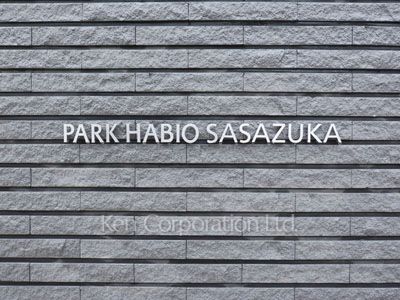 PARK HABIO SASAZUKA
Ken Corporation Ltd.